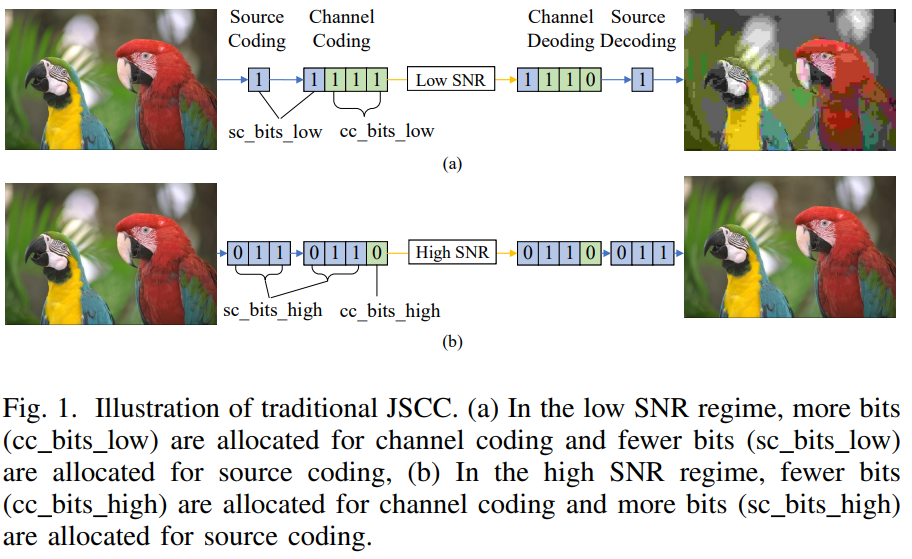 Source Coding
Channel Coding
Channel Deoding
Source Decoding
1
1 1 1 1
Low SNR
1 1 1 0
1
sc_bits_low
cc_bits_low
(a)
0 1 1
0 1 1 0
High SNR
0 1 1 0
0 1 1
sc_bits_high
cc_bits_high
(b)
Fig. 1. Illustration of traditional JSCC. (a) In the low SNR regime, more bits
(cc_bits_low) are allocated for channel coding and fewer bits (sc_bits_low)
are allocated for source coding, (b) In the high SNR regime, fewer bits
(cc_bits_high) are allocated for channel coding and more bits (sc_bits_high)
are allocated for source coding.